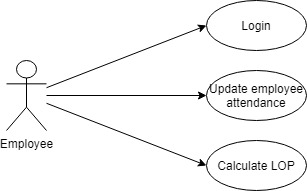 Login
Update employee
attendance
Employee
Calculate LOP